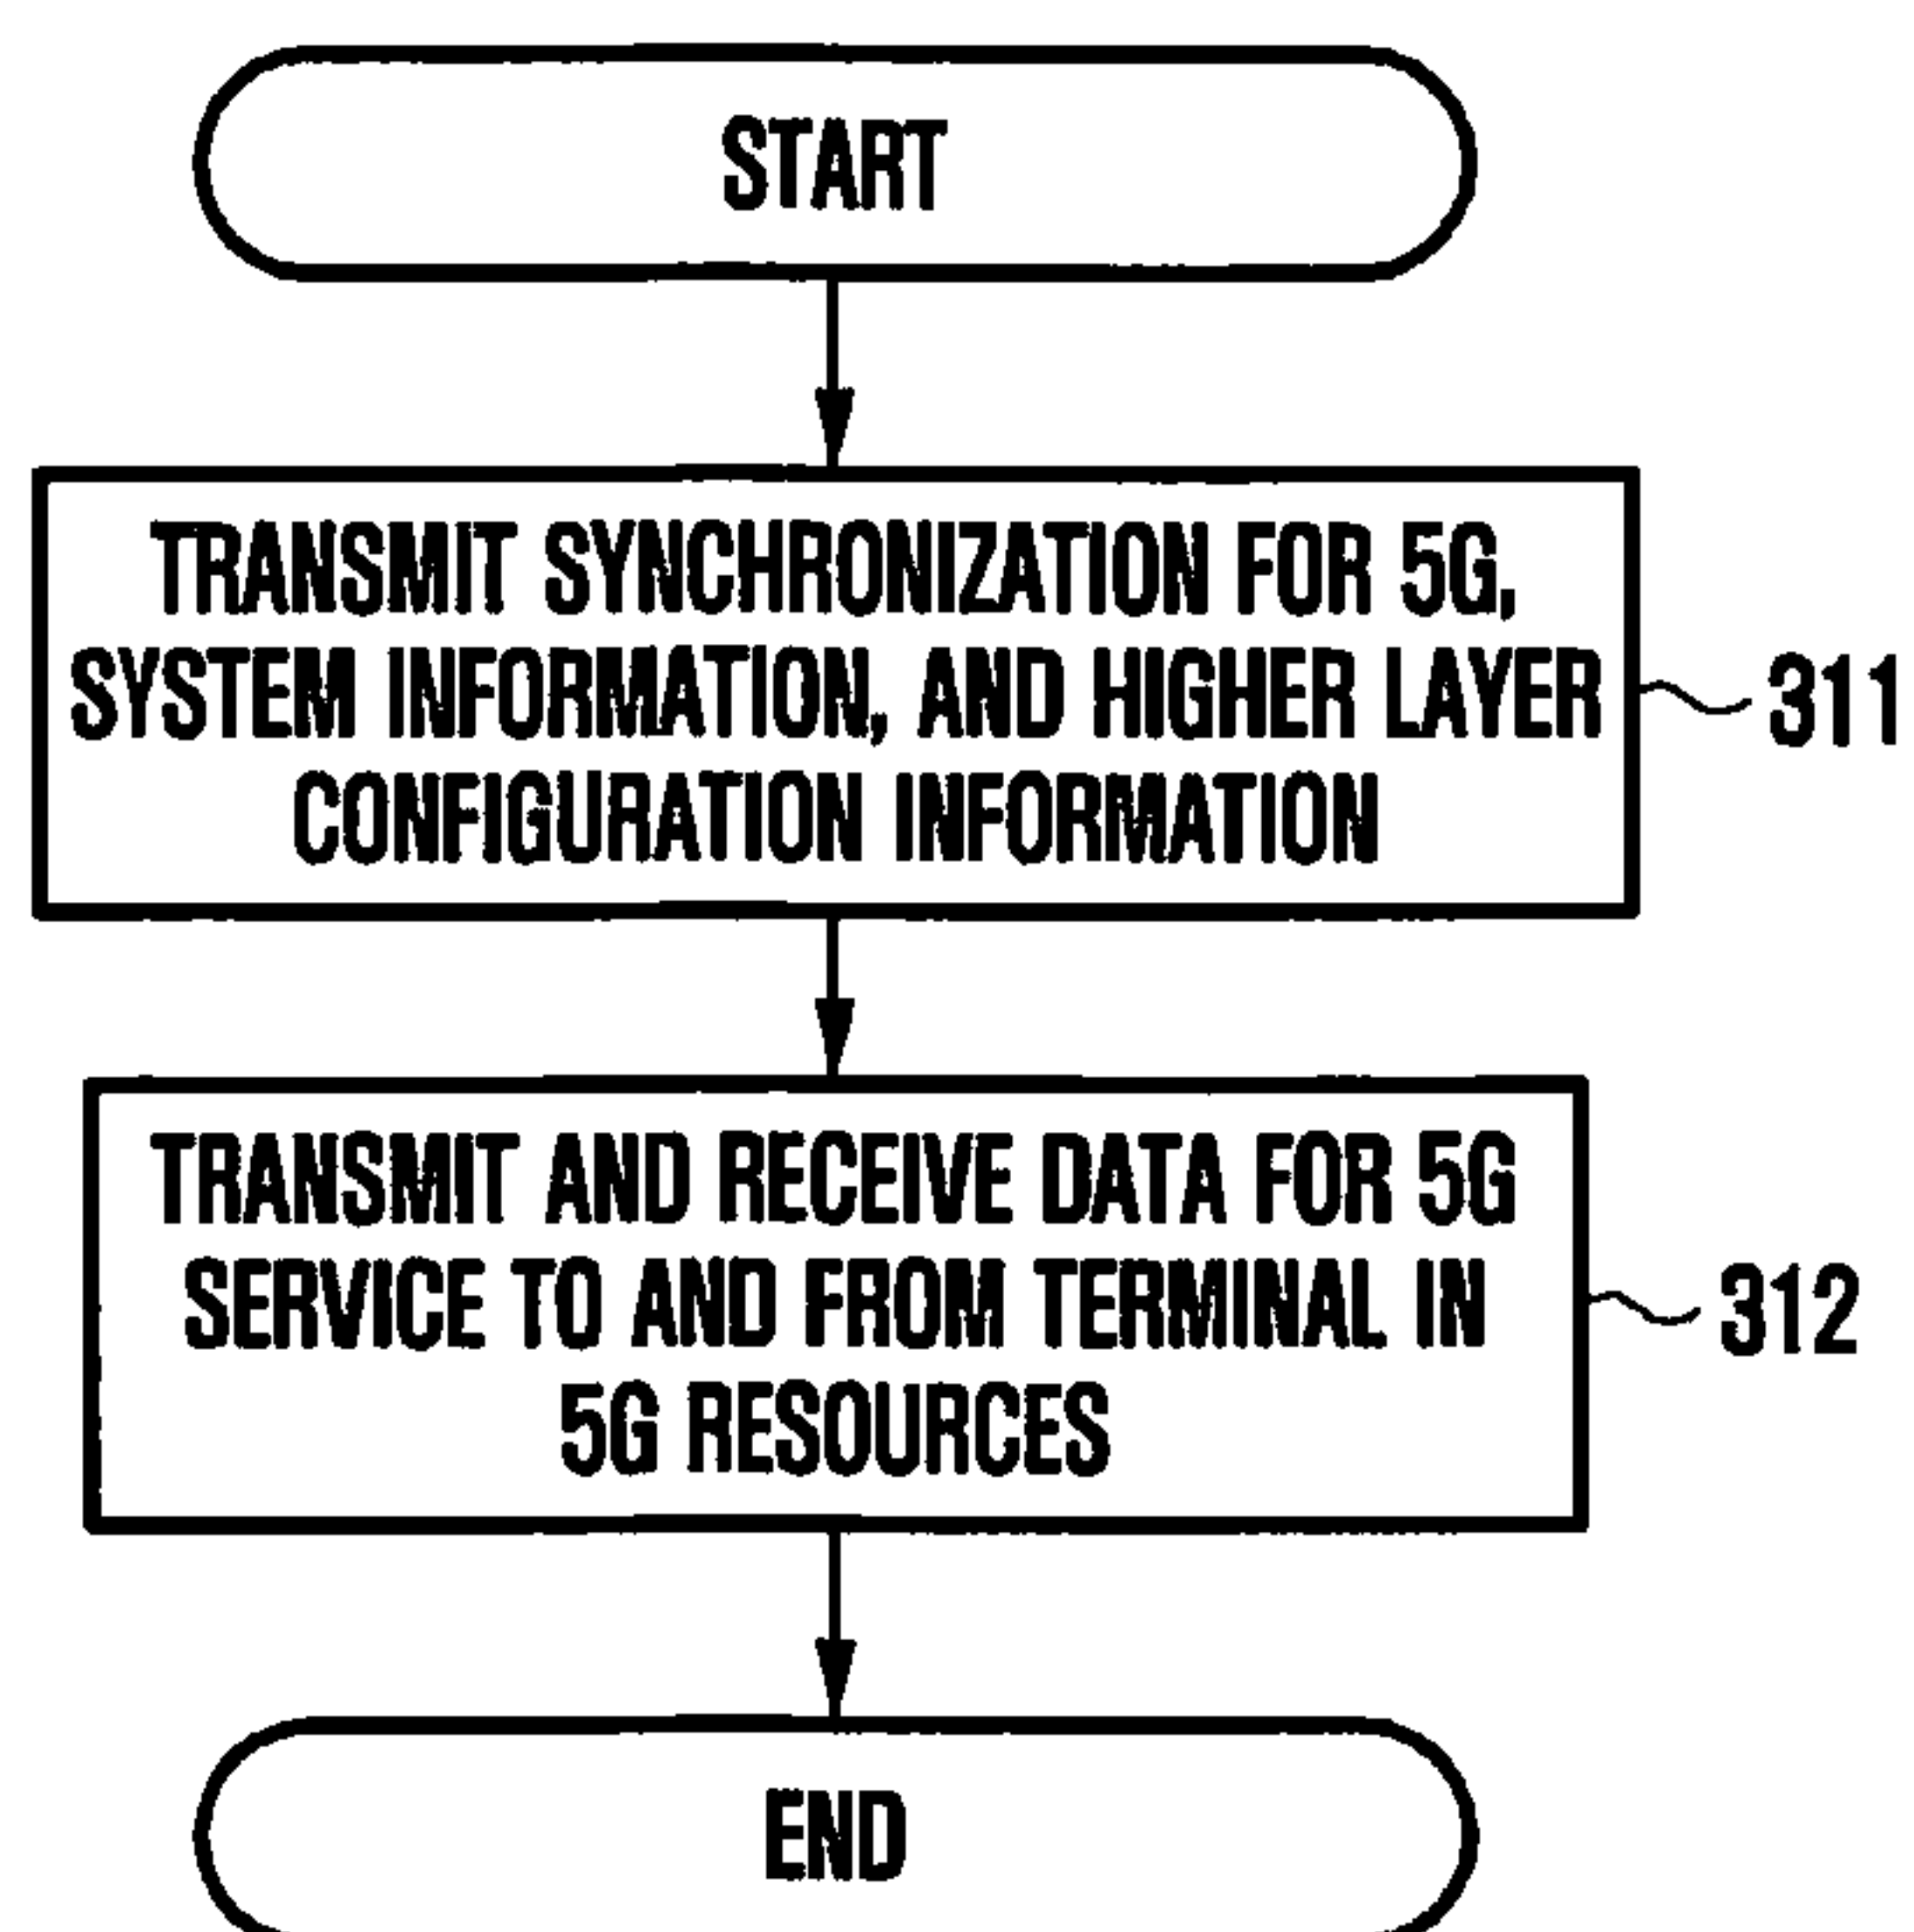 START
TRANSMIT SYNCHRONIZATION FOR 5G,
SYSTEM INFORMATION, AND HIGHER LAYER
CONFIGURATION INFORMATION
311
TRANSMIT AND RECEIVE DATA FOR 5G
SERVICE TO AND FROM TERMINAL IN
5G RESOURCES
312
END